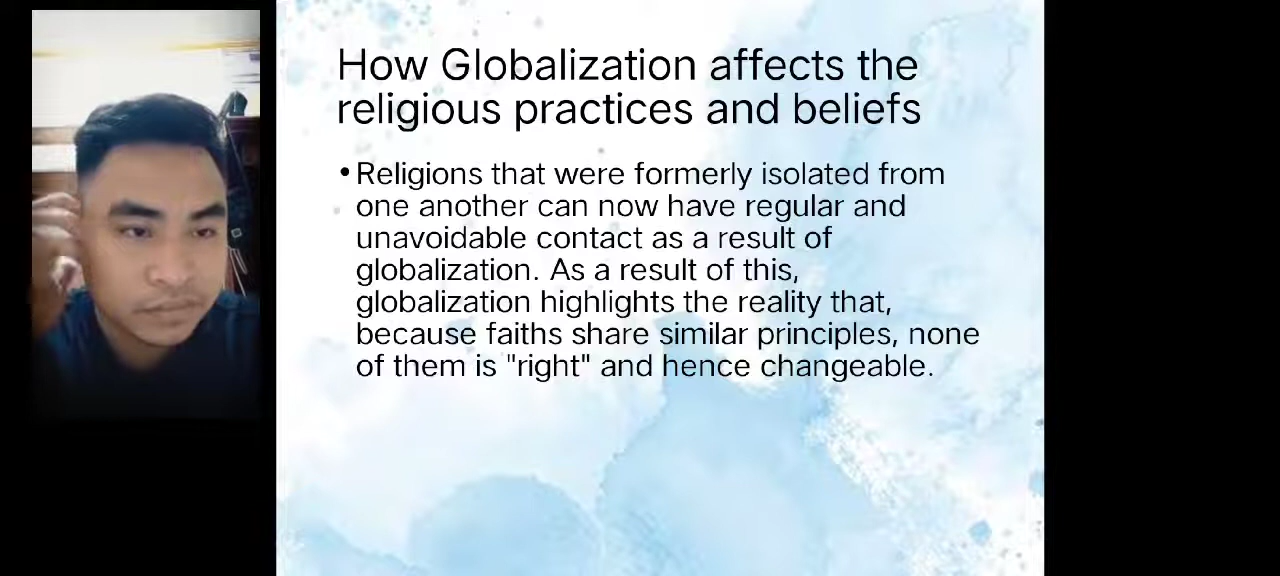 How Globalization affects the
religious practices and beliefs
•Religions that were formerly isolated from
one another can now have regular and
unavoidable contact as a result of
globalization. As a result of this,
globalization highlights the reality that,
because faiths share similar principles, none
of them is "right" and hence changeable.